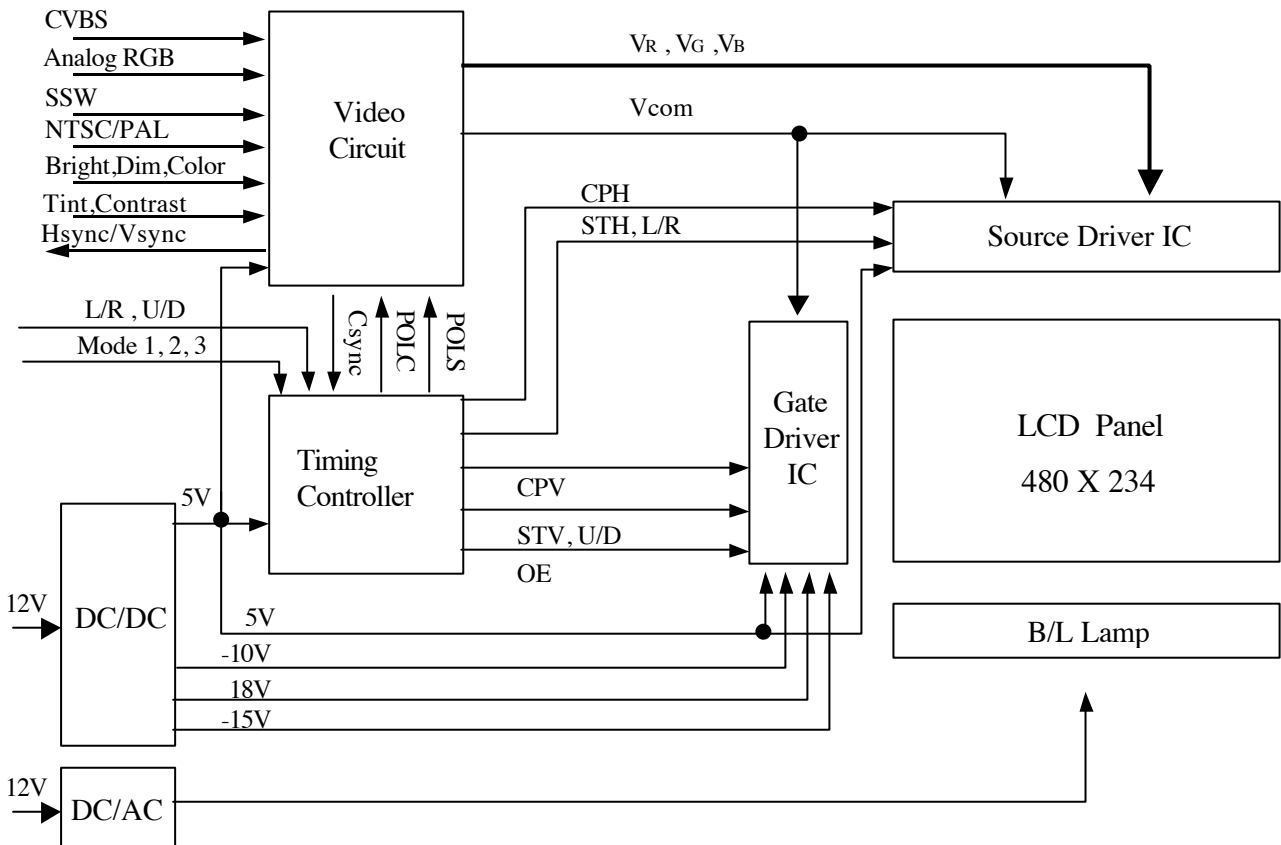 CVBS
Analog RGB
SSW
NTSC/PAL
Bright,Dim,Color
Tint,Contrast
Hsync/Vsync
Video
Circuit
VR , VG ,VB
Vcom
CPH
STH, L/R
Source Driver IC
L/R , U/D
Mode 1, 2, 3
Csync
POLC
POLS
Timing
Controller
Gate
Driver
IC
LCD Panel
480 X 234
CPV
STV, U/D
OE
5V
12V
DC/DC
5V
-10V
18V
-15V
B/L Lamp
12V
DC/AC